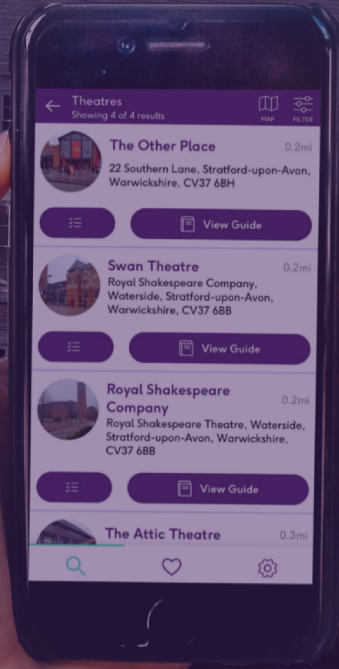 Theatres
Showing 4 of 4 results
MAP
FILTER
The Other Place
0.2mi
22 Southern Lane, Stratford-upon-Avon,
Warwickshire, CV37 6BH
View Guide
Swan Theatre
0.2mi
Royal Shakespeare Company,
Waterside, Stratford-upon-Avon,
Warwickshire, CV37 6BB
View Guide
Royal Shakespeare
Company
0.2mi
Royal Shakespeare Theatre, Waterside,
Stratford-upon-Avon, Warwickshire,
CV37 6BB
View Guide
The Attic Theatre
0.3mi